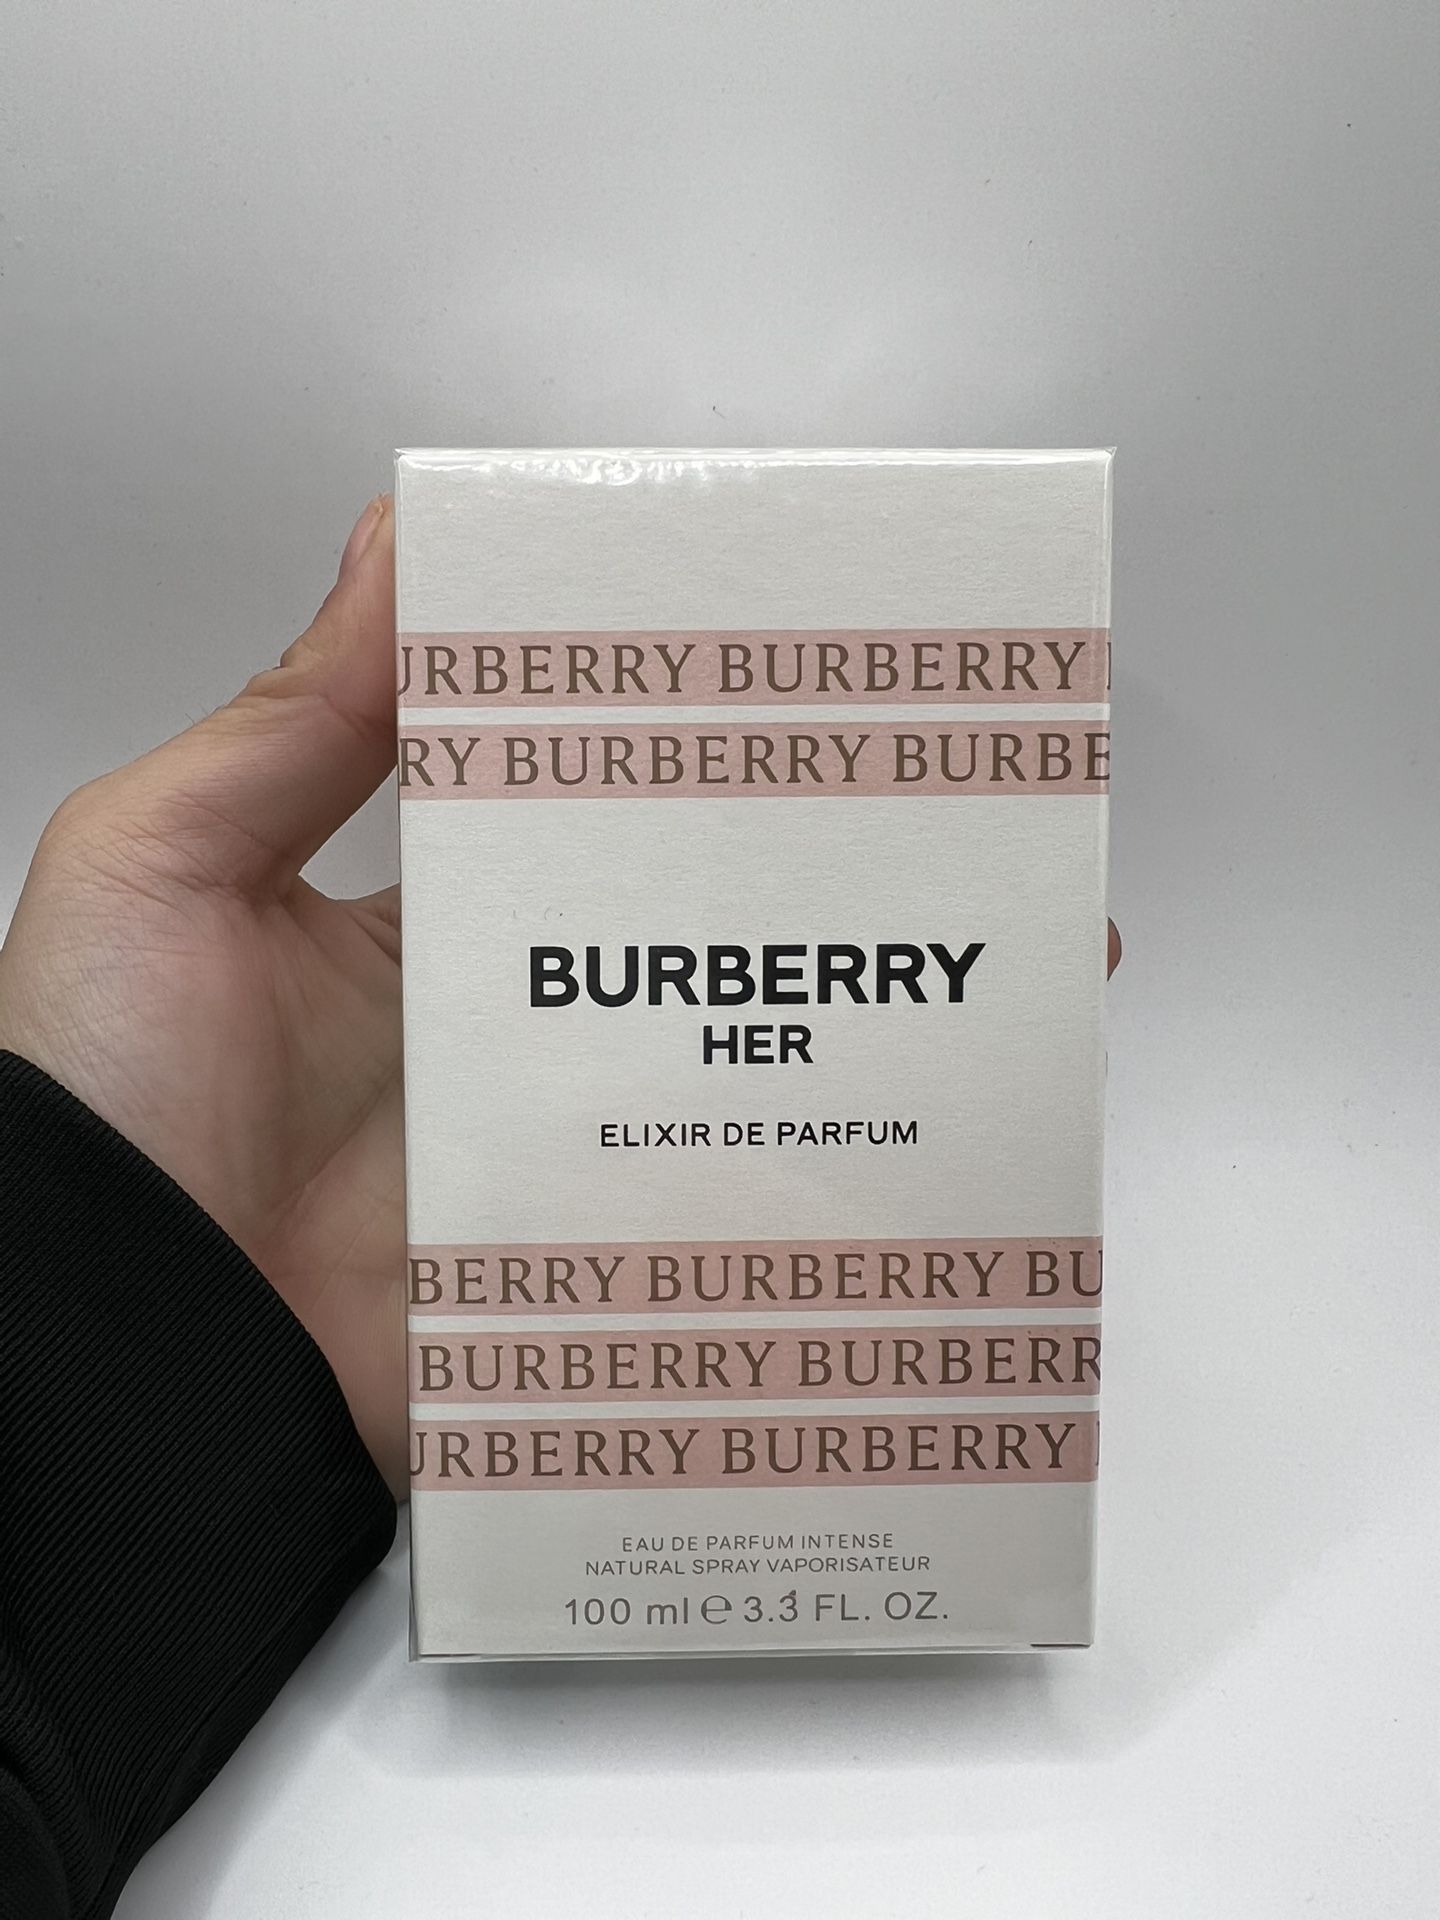 URBERRY BURBERRY
RY BURBERRY BURBE
BURBERRY
HER
ELIXIR DE PARFUM
BERRY BURBERRY BU
BURBERRY BURBERR
URBERRY BURBERRY
EAU DE PARFUM INTENSE
NATURAL SPRAY VAPORISATEUR
100 ml ℮ 3.3 FL. OZ.